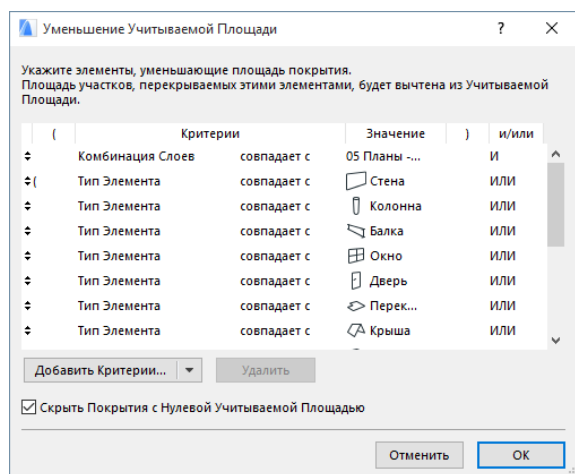 Уменьшение Учитываемой Площади ? ×
Укажите элементы, уменьшающие площадь покрытия.
Площадь участков, перекрываемых этими элементами, будет вычтена из Учитываемой
Площади.
( Критерии Значение ) и/или
Комбинация Слоев совпадает с 05 Планы -... И
( Тип Элемента совпадает с Стена ИЛИ
Тип Элемента совпадает с Колонна ИЛИ
Тип Элемента совпадает с Балка ИЛИ
Тип Элемента совпадает с Окно ИЛИ
Тип Элемента совпадает с Дверь ИЛИ
Тип Элемента совпадает с Перек... ИЛИ
Тип Элемента совпадает с Крыша ИЛИ
Добавить Критерии... Удалить
Скрыть Покрытия с Нулевой Учитываемой Площадью
Отменить ОК